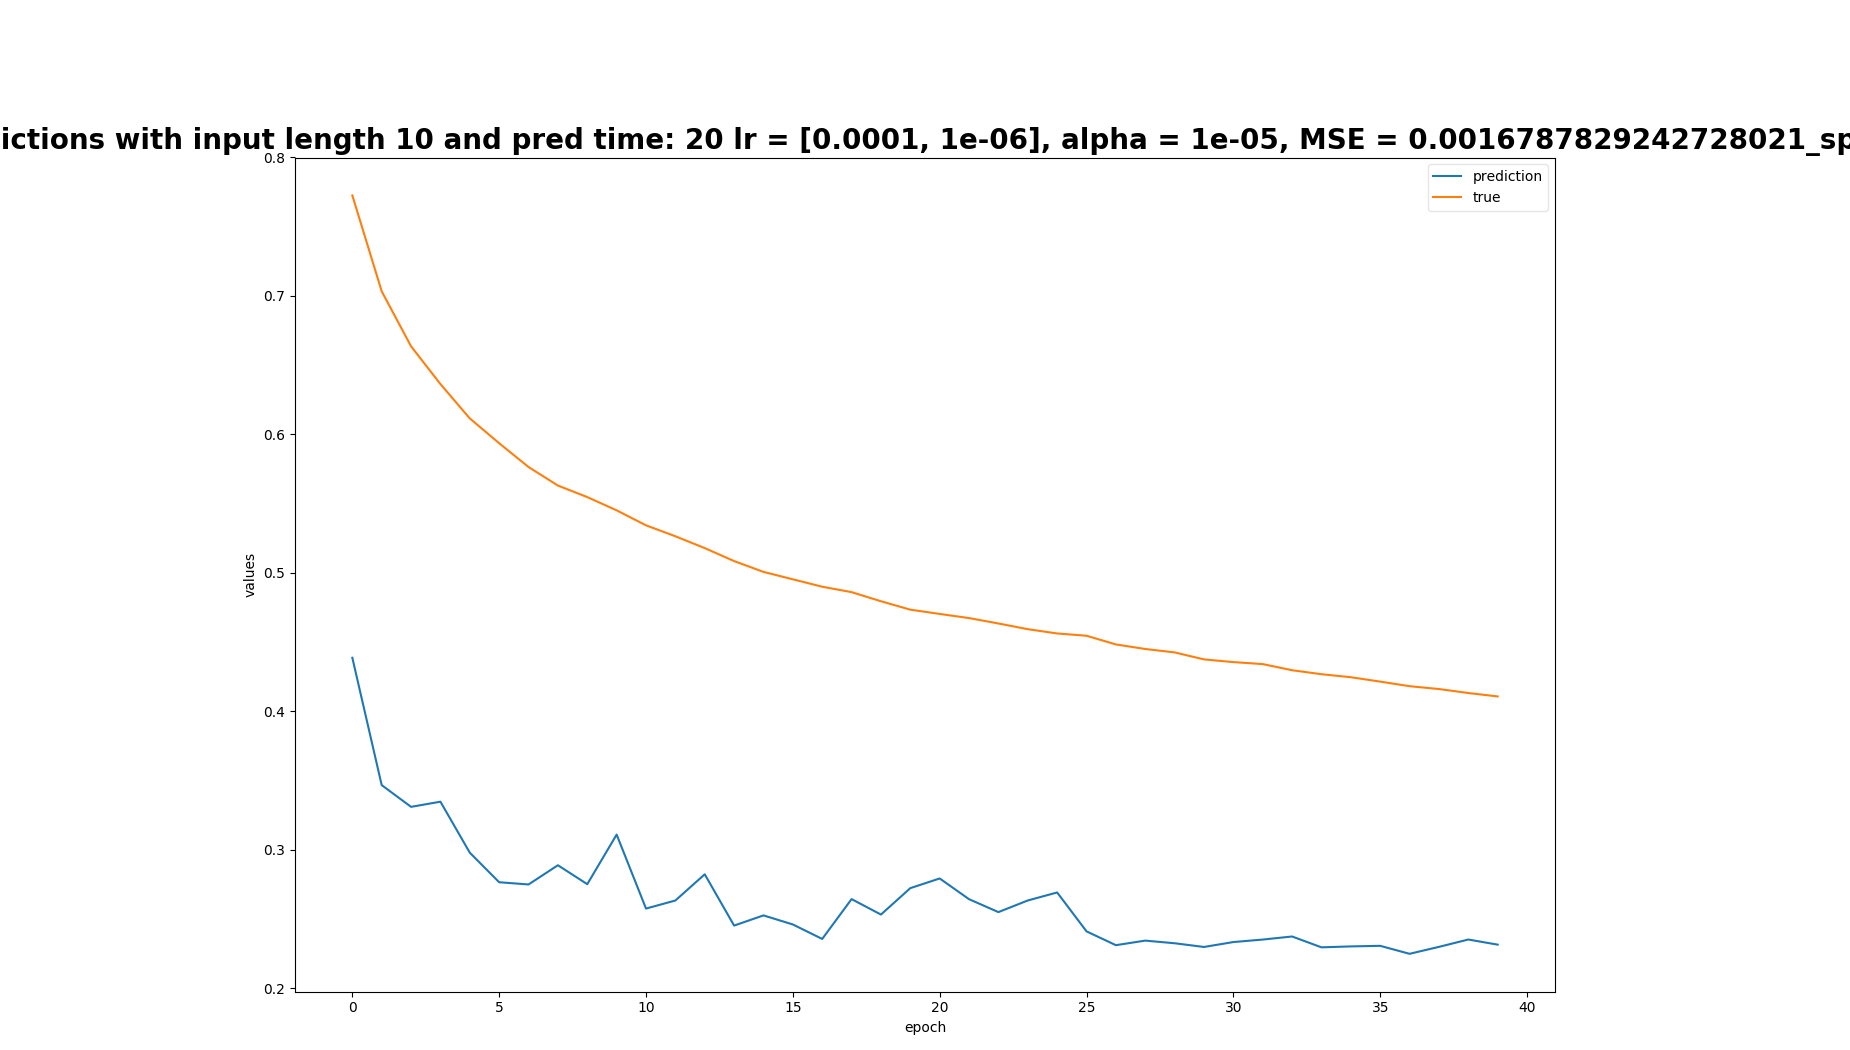 ictions with input length 10 and pred time: 20 lr = [0.0001, 1e-06], alpha = 1e-05, MSE = 0.0016787829242728021_sp
prediction
true
0.8
0.7
0.6
0.5
0.4
0.3
0.2
values
0 5 10 15 20 25 30 35 40
epoch